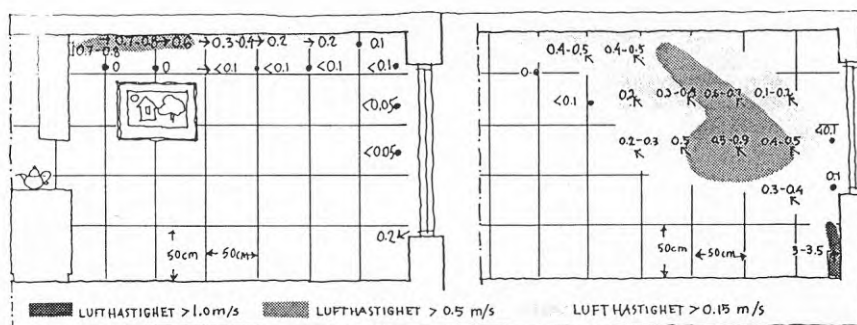 → 0.7-0.8 → 0.6 → 0.3-0.4 → 0.2 → 0.2 0.1
0.7-0.8
0 0 <0.1 <0.1 <0.1 <0.1
<0.05
<0.05
0.2
50cm ←50cm→
0.4-0.5 0.4-0.5
0
<0.1 0.2 0.3-0.4 0.6-0.7 0.1-0.2
0.2-0.3 0.5 0.5-0.9 0.4-0.5 <0.1
0.1
0.3-0.4
50cm ←50cm→ 3-3.5
LUFTHASTIGHET > 1.0 m/s LUFTHASTIGHET > 0.5 m/s LUFTHASTIGHET > 0.15 m/s